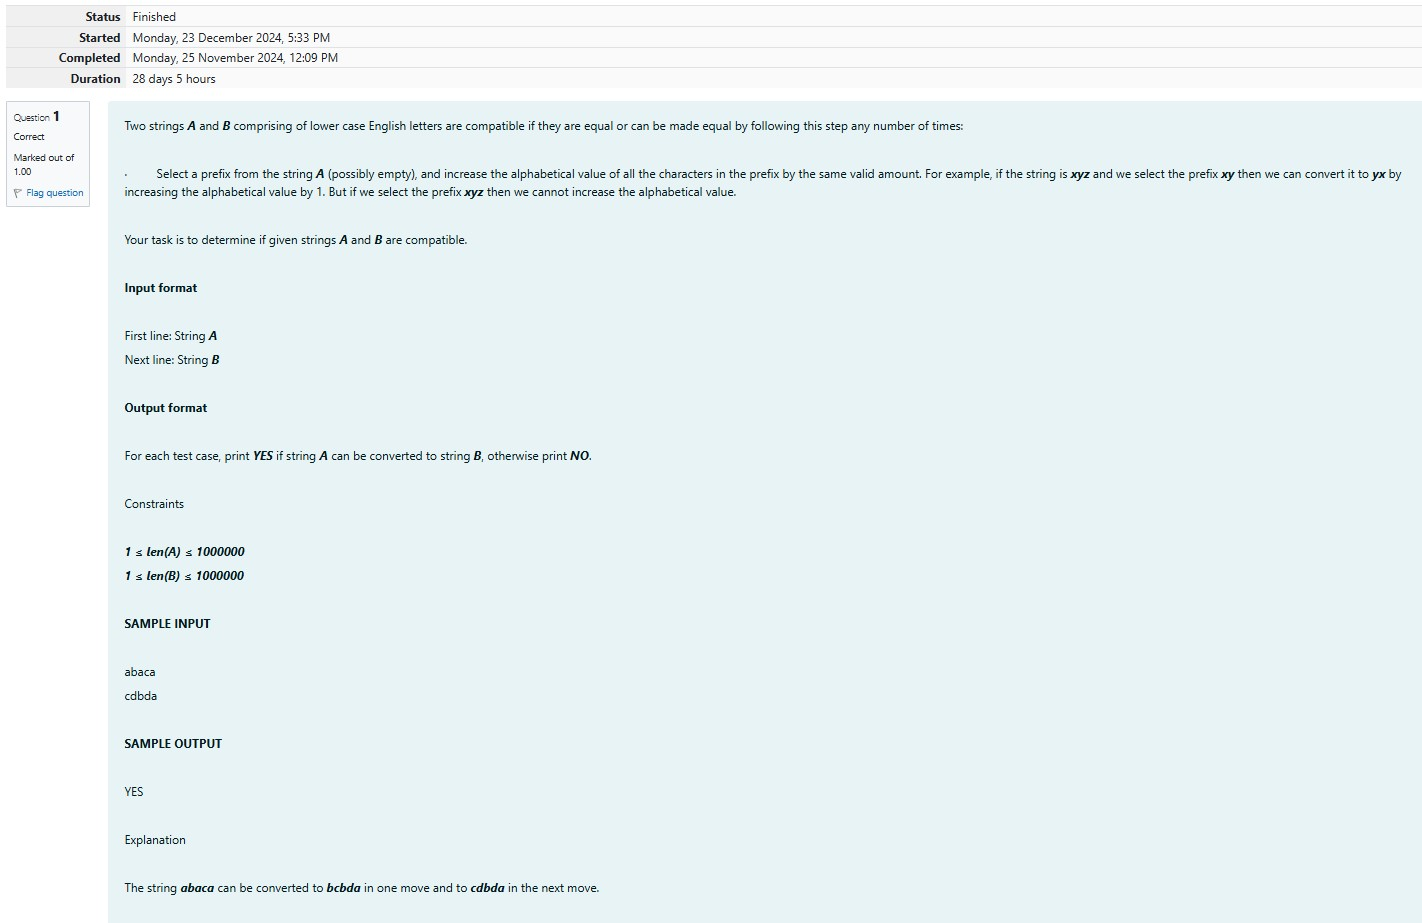 Status Finished
Started Monday, 23 December 2024, 5:33 PM
Completed Monday, 25 November 2024, 12:09 PM
Duration 28 days 5 hours
Question 1
Correct
Marked out of
1.00
Flag question
Two strings A and B comprising of lower case English letters are compatible if they are equal or can be made equal by following this step any number of times:
· Select a prefix from the string A (possibly empty), and increase the alphabetical value of all the characters in the prefix by the same valid amount. For example, if the string is xyz and we select the prefix xy then we can convert it to yx by
increasing the alphabetical value by 1. But if we select the prefix xyz then we cannot increase the alphabetical value.
Your task is to determine if given strings A and B are compatible.
Input format
First line: String A
Next line: String B
Output format
For each test case, print YES if string A can be converted to string B, otherwise print NO.
Constraints
1 ≤ len(A) ≤ 1000000
1 ≤ len(B) ≤ 1000000
SAMPLE INPUT
abaca
cdbda
SAMPLE OUTPUT
YES
Explanation
The string abaca can be converted to bcbda in one move and to cdbda in the next move.